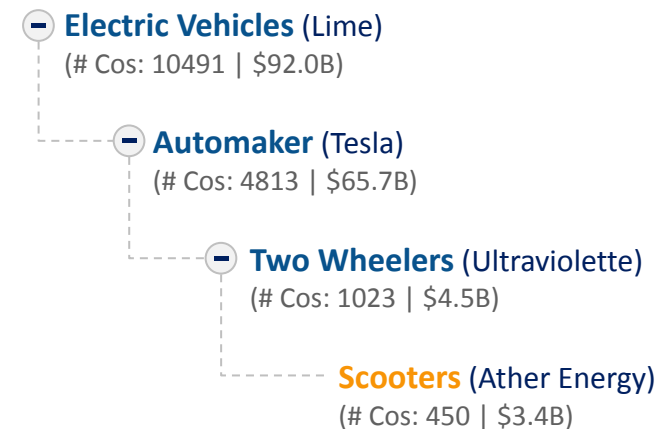 Electric Vehicles (Lime)
(# Cos: 10491 | $92.0B)
Automaker (Tesla)
(# Cos: 4813 | $65.7B)
Two Wheelers (Ultraviolette)
(# Cos: 1023 | $4.5B)
Scooters (Ather Energy)
(# Cos: 450 | $3.4B)